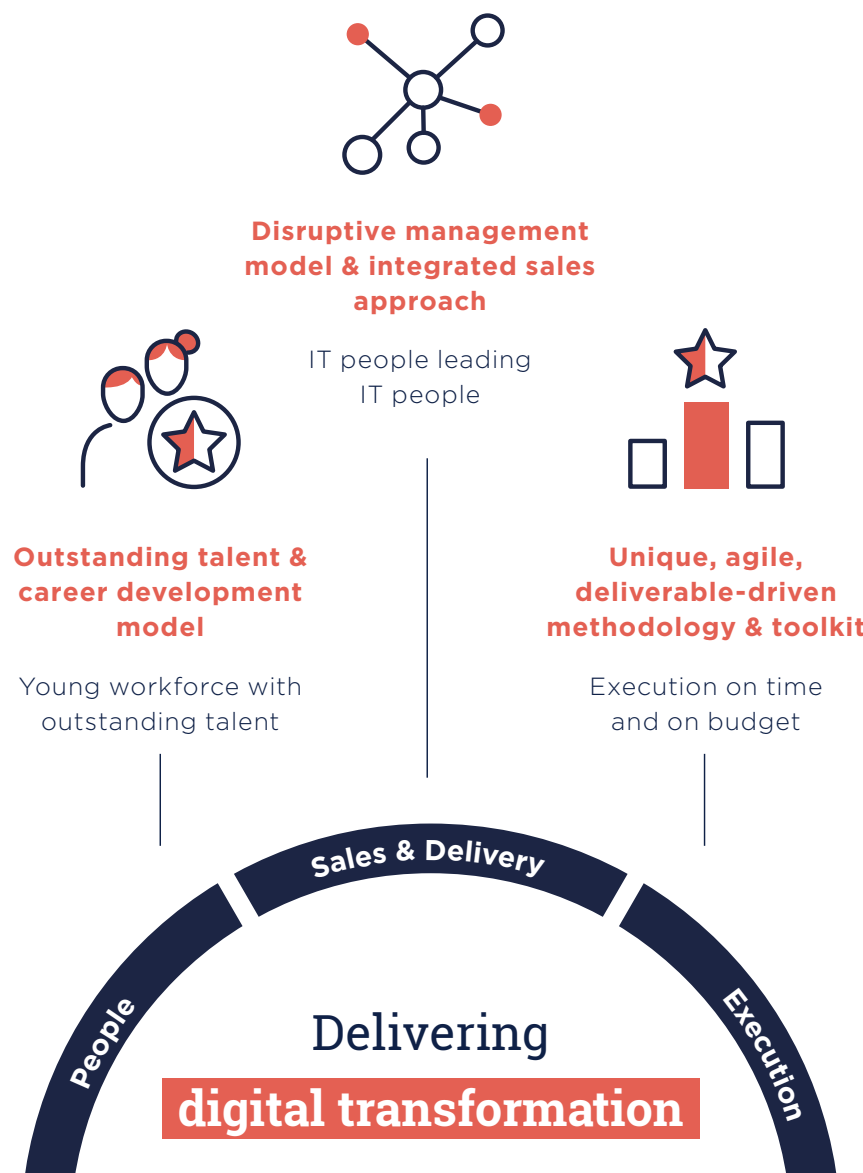 Disruptive management
model & integrated sales
approach
IT people leading
IT people
Outstanding talent &
career development
model
Young workforce with
outstanding talent
Unique, agile,
deliverable-driven
methodology & toolkit
Execution on time
and on budget
People
Sales & Delivery
Execution
Delivering
digital transformation